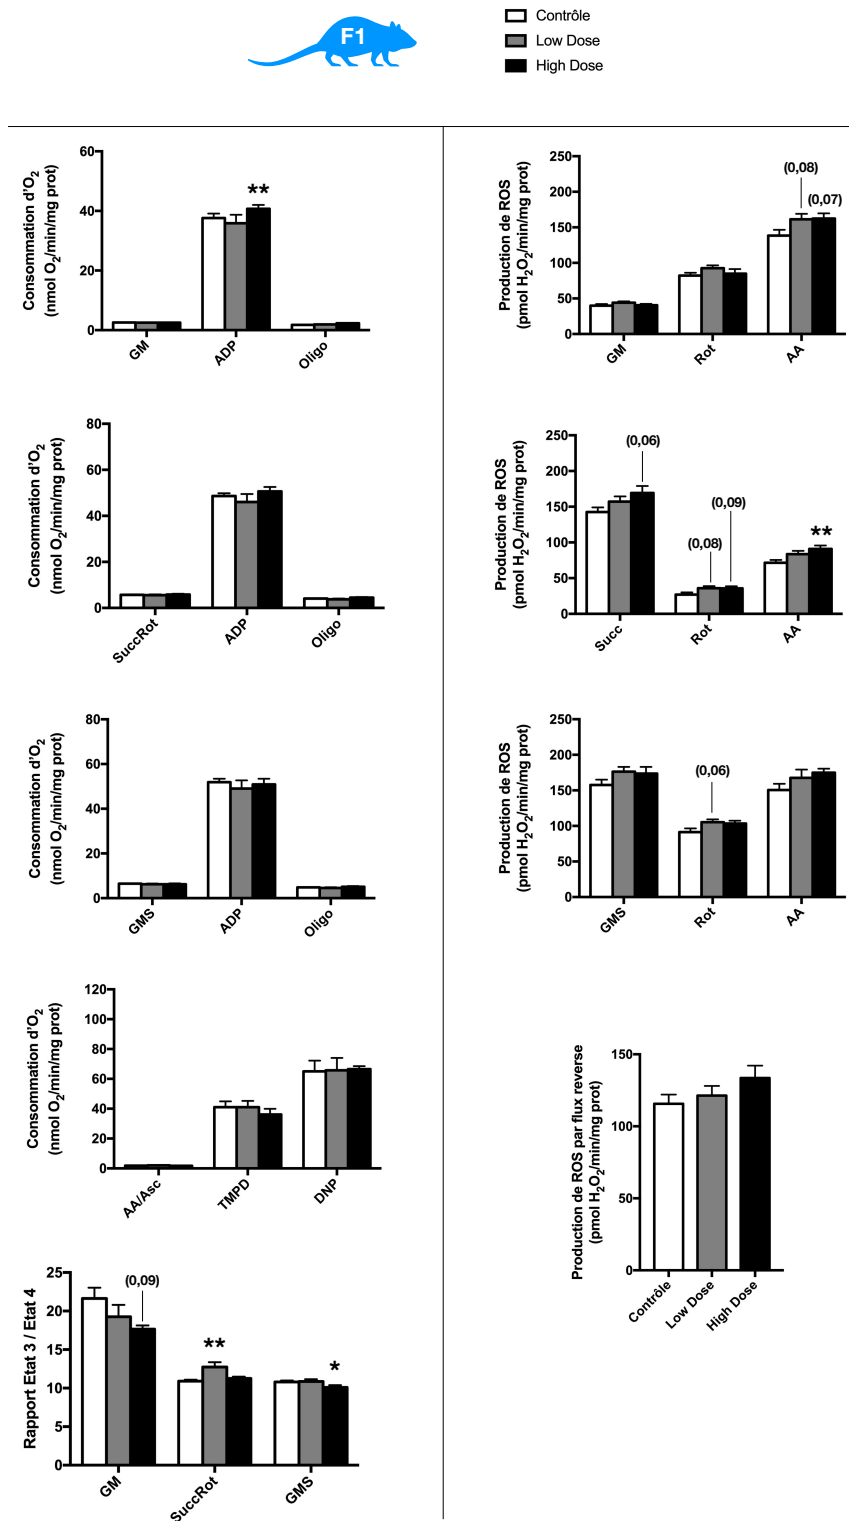 F1
Contrôle
Low Dose
High Dose
Consommation d'O2
(nmol O2/min/mg prot)
60
40
20
0
**
GM
ADP
Oligo
Production de ROS
(pmol H2O2/min/mg prot)
250
200
150
100
50
0
(0,08)
(0,07)
GM
Rot
AA
Consommation d'O2
(nmol O2/min/mg prot)
80
60
40
20
0
SuccRot
ADP
Oligo
Production de ROS
(pmol H2O2/min/mg prot)
250
200
150
100
50
0
(0,06)
(0,08)
(0,09)
**
Succ
Rot
AA
Consommation d'O2
(nmol O2/min/mg prot)
80
60
40
20
0
GMS
ADP
Oligo
Production de ROS
(pmol H2O2/min/mg prot)
250
200
150
100
50
0
(0,06)
GMS
Rot
AA
Consommation d'O2
(nmol O2/min/mg prot)
120
100
80
60
40
20
0
AA/Asc
TMPD
DNP
Production de ROS par flux reverse
(pmol H2O2/min/mg prot)
150
100
50
0
Contrôle
Low Dose
High Dose
Rapport Etat 3 / Etat 4
25
20
15
10
5
0
(0,09)
**
*
GM
SuccRot
GMS